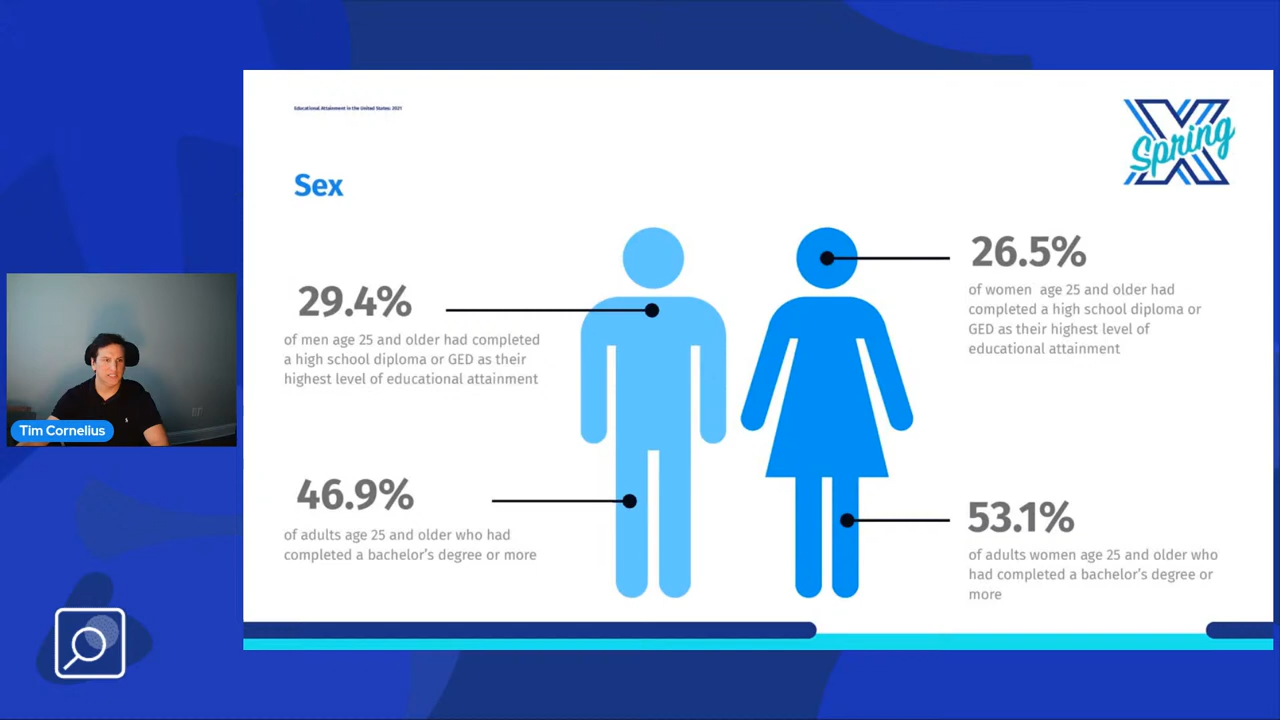 Educational Attainment in the United States: 2021
Spring
X
Sex
29.4%
of men age 25 and older had completed
a high school diploma or GED as their
highest level of educational attainment
26.5%
of women age 25 and older had
completed a high school diploma or
GED as their highest level of
educational attainment
46.9%
of adults age 25 and older who had
completed a bachelor's degree or more
53.1%
of adults women age 25 and older who
had completed a bachelor's degree or
more
Tim Cornelius